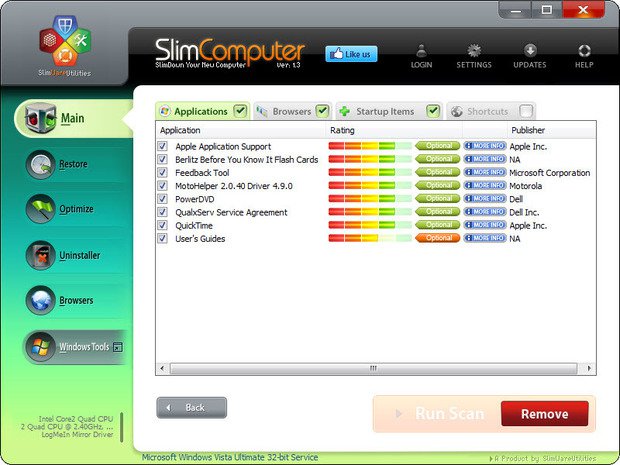 SlimWareUtilities
SlimComputer
SlimDown Your New Computer Ver: 1.3
Like us
LOGIN SETTINGS UPDATES HELP
Main
Restore
Optimize
Uninstaller
Browsers
Windows Tools
Applications Browsers Startup Items Shortcuts
Application Rating Publisher
Apple Application Support Optional MORE INFO Apple Inc.
Berlitz Before You Know It Flash Cards Optional MORE INFO NA
Feedback Tool Optional MORE INFO Microsoft Corporation
MotoHelper 2.0.40 Driver 4.9.0 Optional MORE INFO Motorola
PowerDVD Optional MORE INFO Dell
QualxServ Service Agreement Optional MORE INFO Dell Inc.
QuickTime Optional MORE INFO Apple Inc.
User's Guides Optional MORE INFO NA
Back
Run Scan
Remove
Intel Core2 Quad CPU
2 Quad CPU @ 2.40GHz, ...
LogMeIn Mirror Driver
Microsoft Windows Vista Ultimate 32-bit Service
A Product by SlimWareUtilities